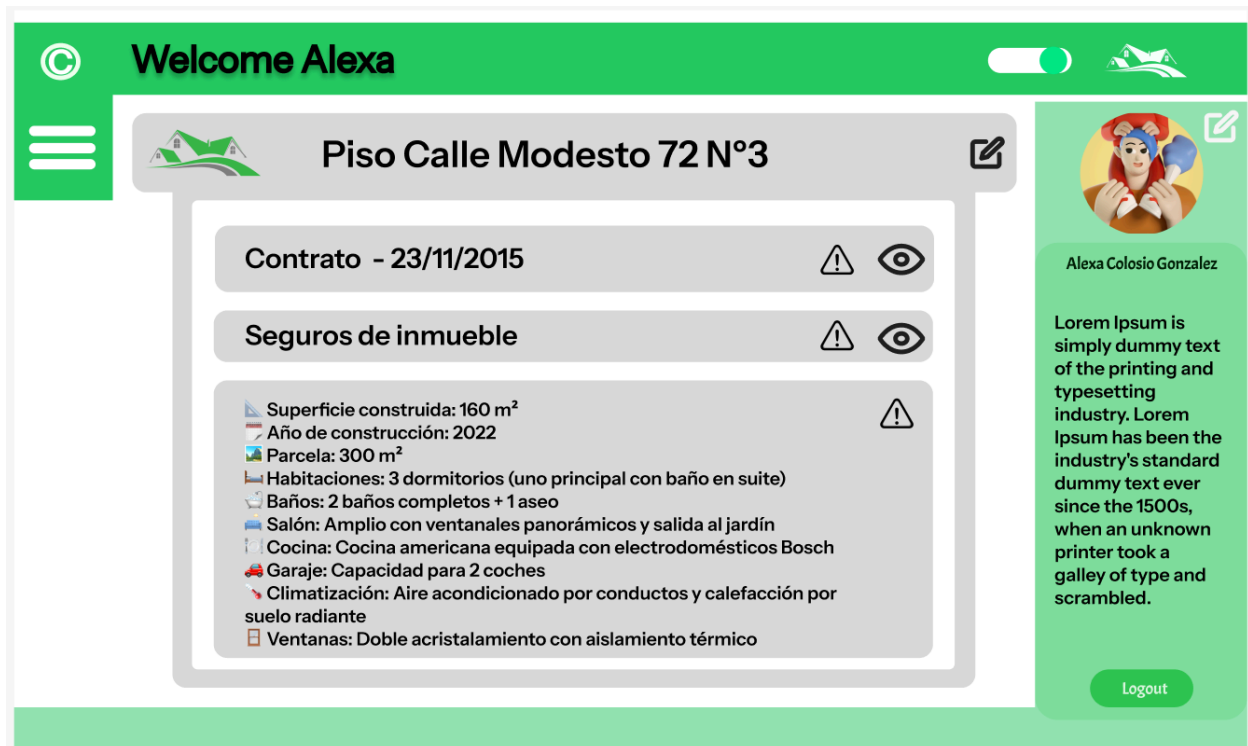 ©
Welcome Alexa
Piso Calle Modesto 72 N°3
Contrato - 23/11/2015
Seguros de inmueble
Superficie construida: 160 m²
Año de construcción: 2022
Parcela: 300 m²
Habitaciones: 3 dormitorios (uno principal con baño en suite)
Baños: 2 baños completos + 1 aseo
Salón: Amplio con ventanales panorámicos y salida al jardín
Cocina: Cocina americana equipada con electrodomésticos Bosch
Garaje: Capacidad para 2 coches
Climatización: Aire acondicionado por conductos y calefacción por
suelo radiante
Ventanas: Doble acristalamiento con aislamiento térmico
Alexa Colosio Gonzalez
Lorem Ipsum is
simply dummy text
of the printing and
typesetting
industry. Lorem
Ipsum has been the
industry's standard
dummy text ever
since the 1500s,
when an unknown
printer took a
galley of type and
scrambled.
Logout